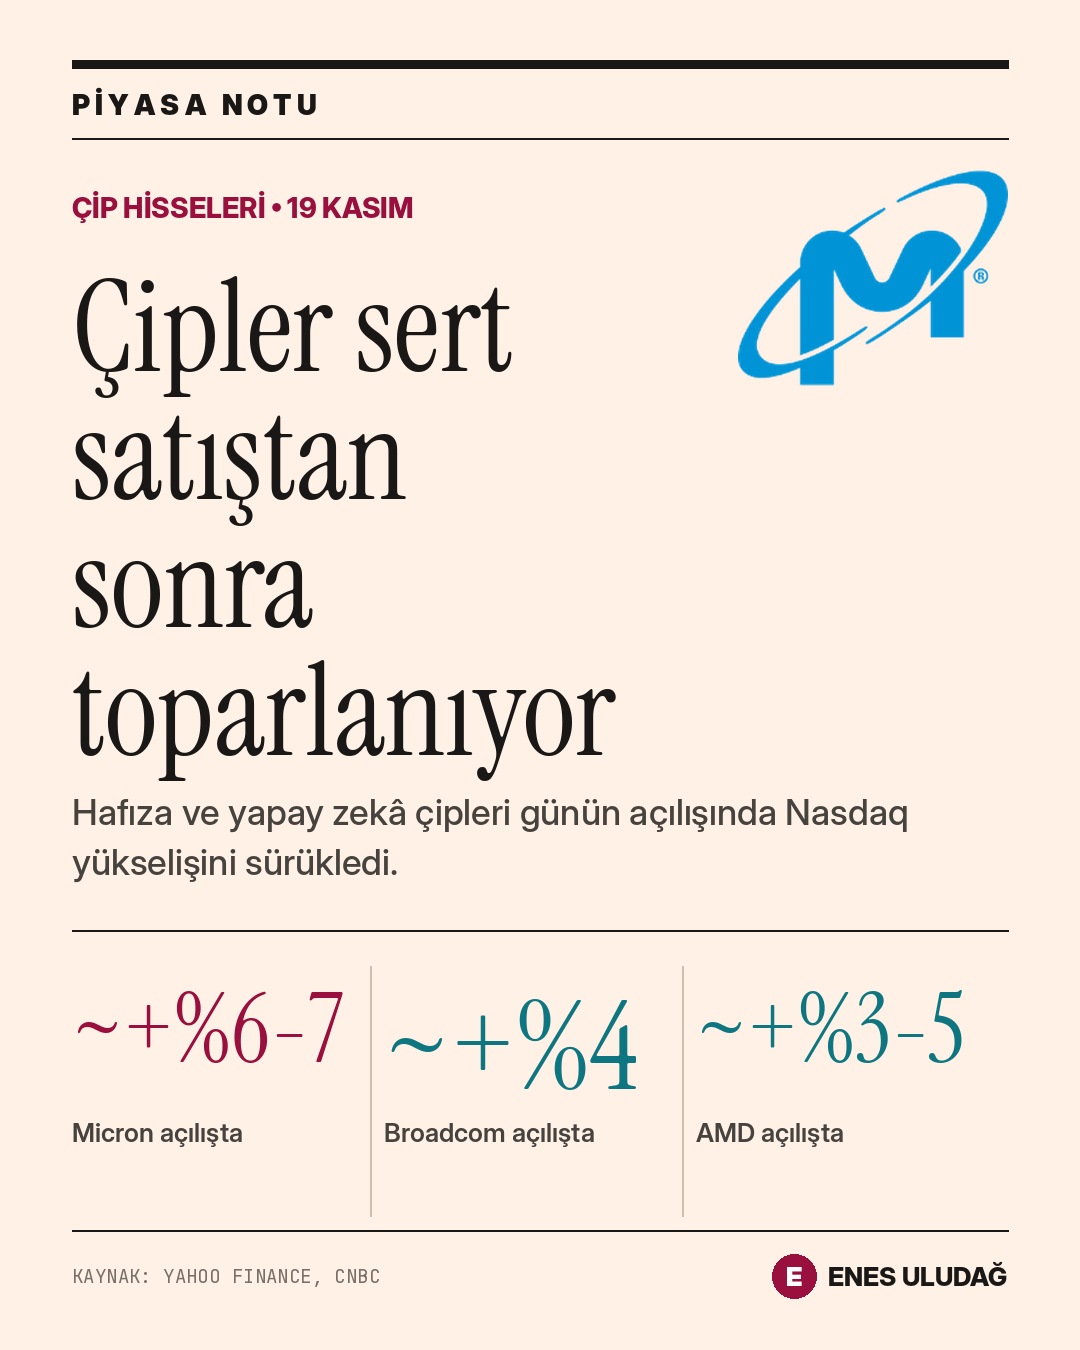 PİYASA NOTU
ÇİP HİSSELERİ • 19 KASIM
M®
Çipler sert
satıştan
sonra
toparlanıyor
Hafıza ve yapay zekâ çipleri günün açılışında Nasdaq
yükselişini sürükledi.
~+%6–7
Micron açılışta
~+%4
Broadcom açılışta
~+%3–5
AMD açılışta
KAYNAK: YAHOO FINANCE, CNBC
E ENES ULUDAĞ